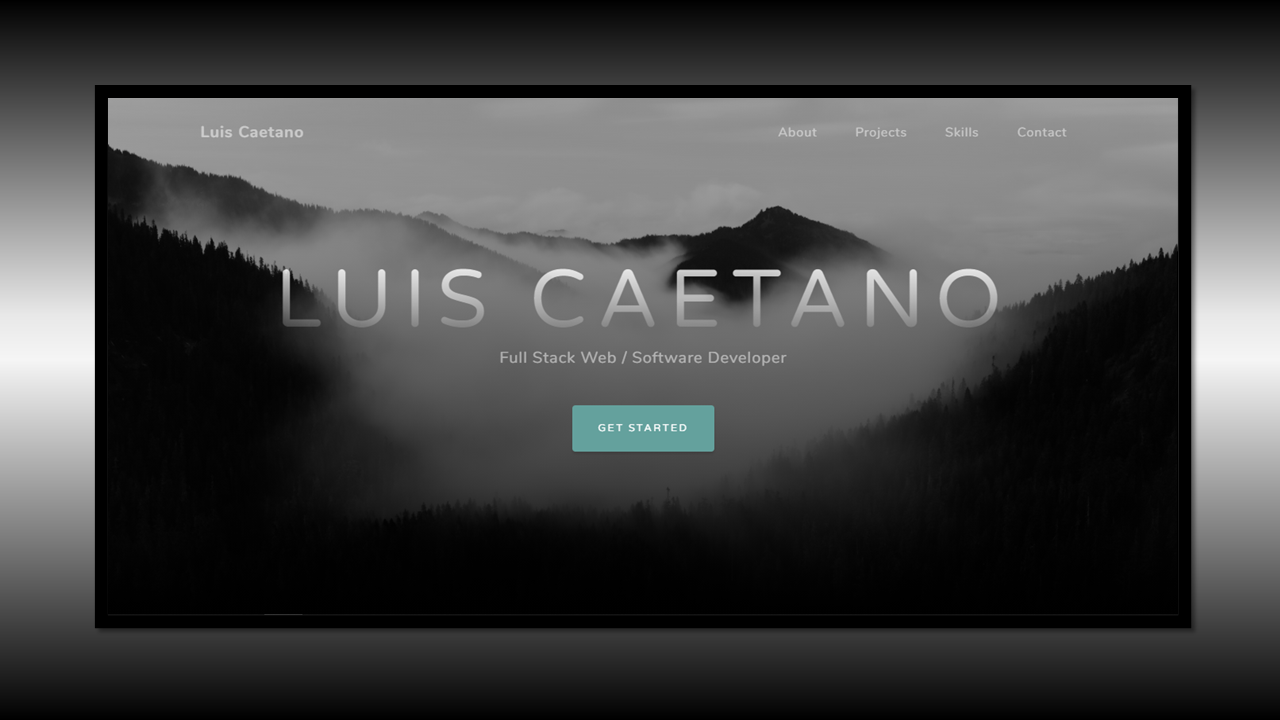 Luis Caetano
About Projects Skills Contact
LUIS CAETANO
Full Stack Web / Software Developer
GET STARTED